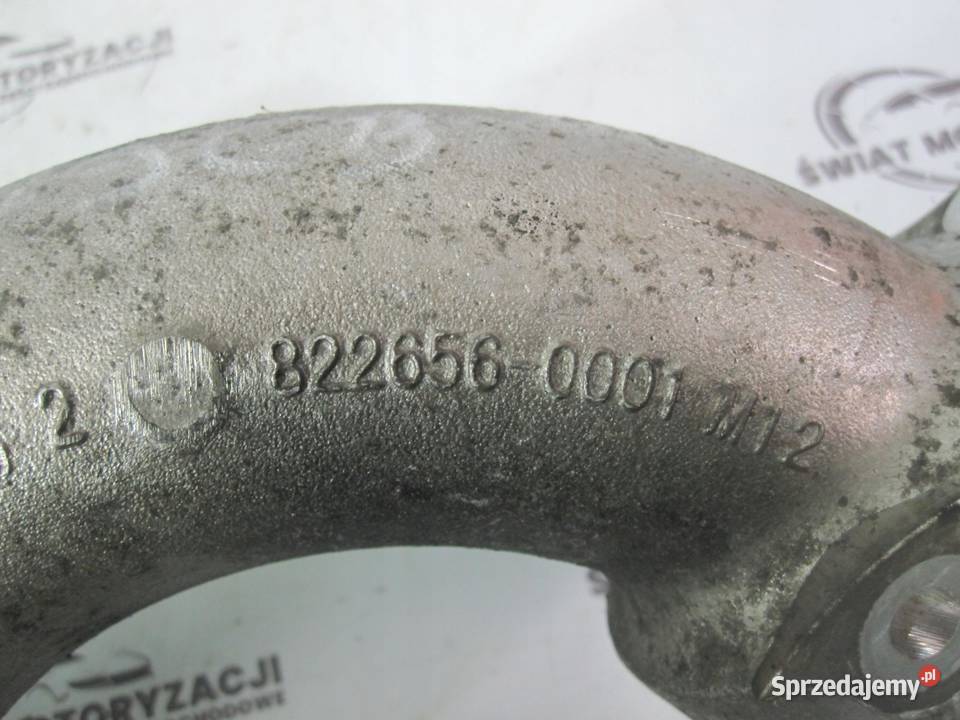 TORYZACJI
ŚWIAT MO
2 822656-0001 M12
TORYZACJI
Sprzedajemy.pl